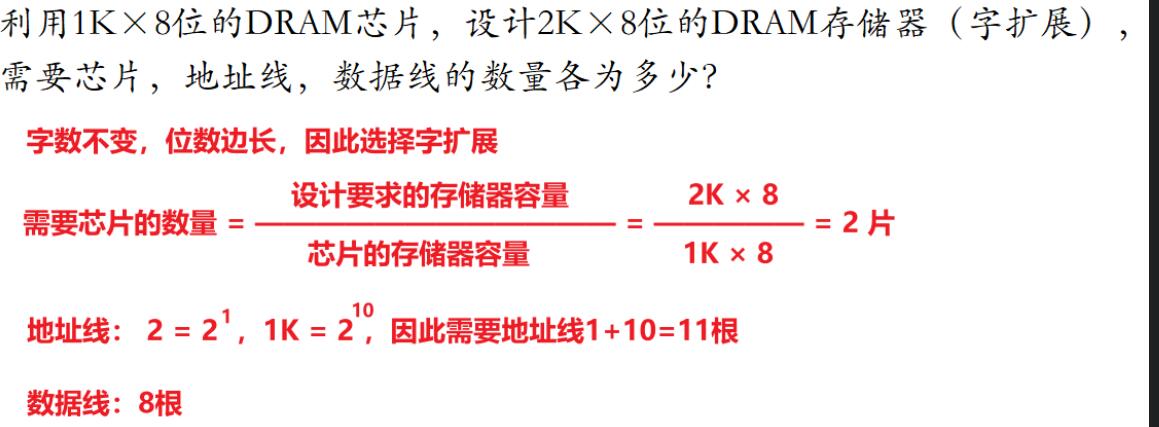 利用1K×8位的DRAM芯片，设计2K×8位的DRAM存储器（字扩展），
需要芯片，地址线，数据线的数量各为多少？
字数不变，位数边长，因此选择字扩展
需要芯片的数量 = 设计要求的存储器容量 / 芯片的存储器容量 = 2K × 8 / 1K × 8 = 2 片
地址线： 2 = 2^1，1K = 2^10，因此需要地址线1+10=11根
数据线：8根